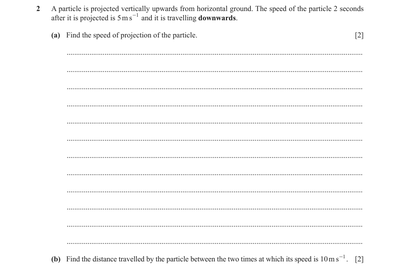 2 A particle is projected vertically upwards from horizontal ground. The speed of the particle 2 seconds
after it is projected is 5 m s⁻¹ and it is travelling downwards.
(a) Find the speed of projection of the particle. [2]
(b) Find the distance travelled by the particle between the two times at which its speed is 10 m s⁻¹. [2]